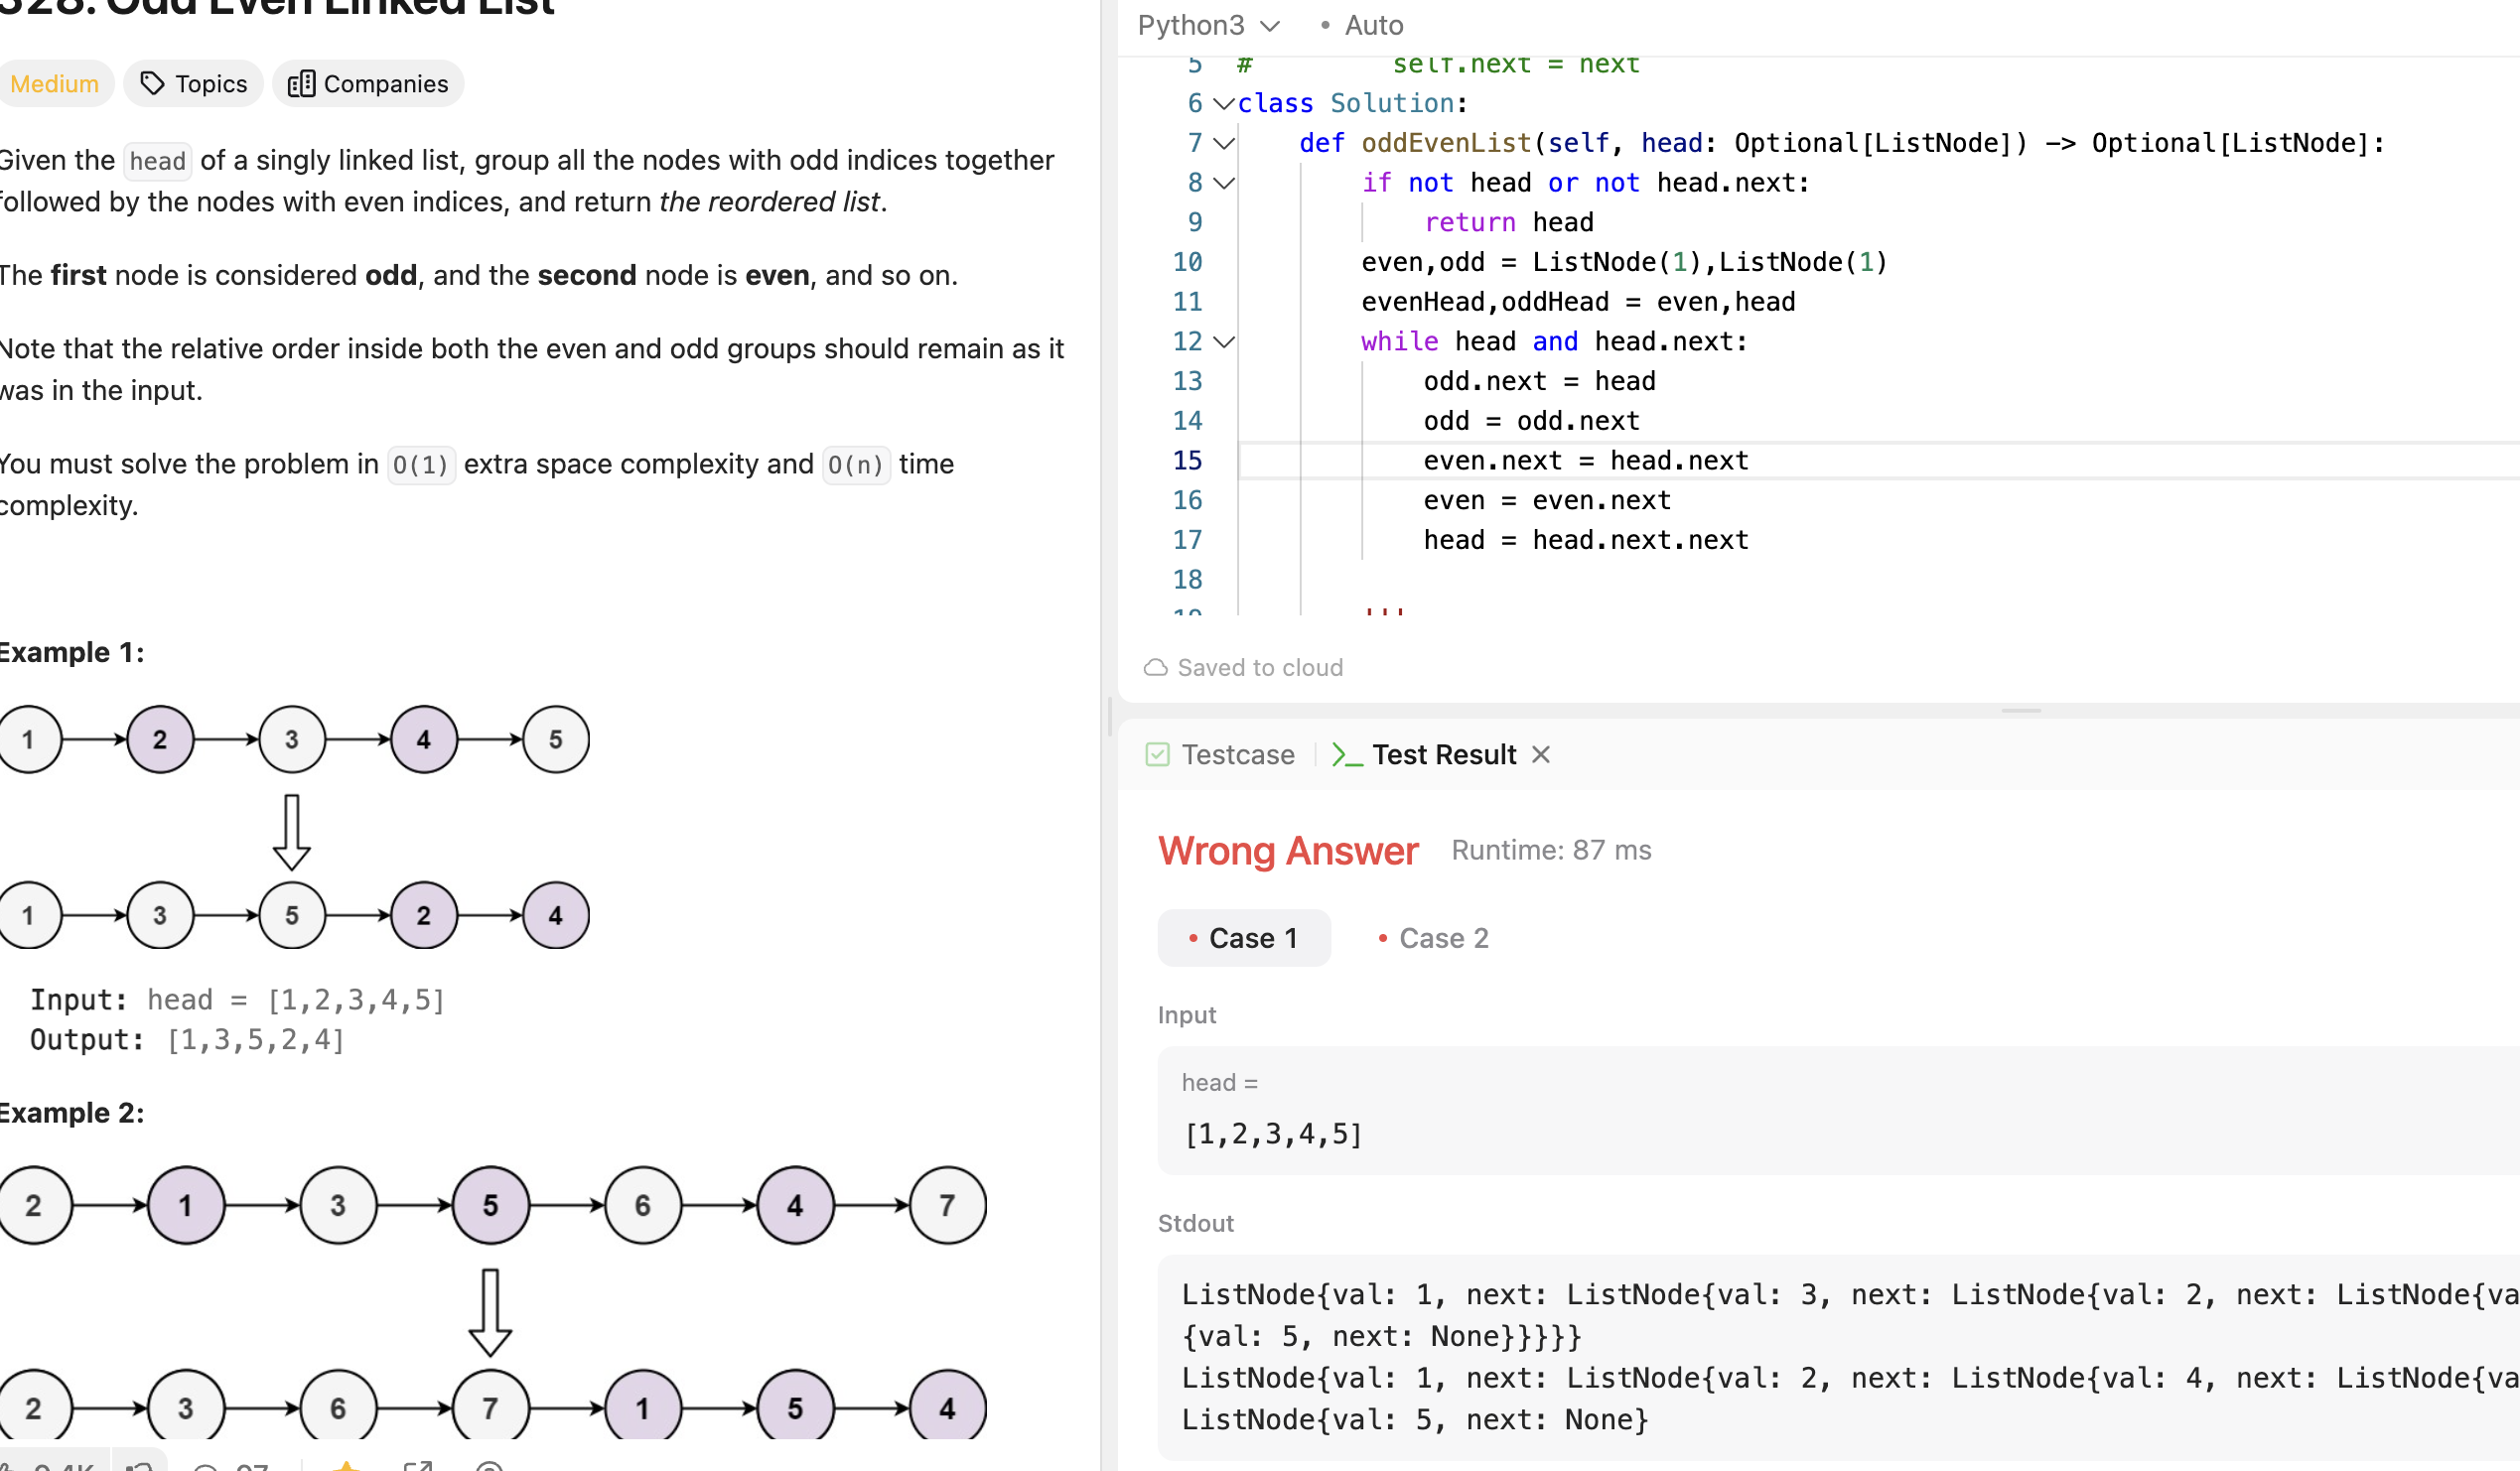 328. Odd Even Linked List
Medium
Topics
Companies
Given the head of a singly linked list, group all the nodes with odd indices together
followed by the nodes with even indices, and return the reordered list.
The first node is considered odd, and the second node is even, and so on.
Note that the relative order inside both the even and odd groups should remain as it
was in the input.
You must solve the problem in O(1) extra space complexity and O(n) time
complexity.
Example 1:
1 2 3 4 5
1 3 5 2 4
Input: head = [1,2,3,4,5]
Output: [1,3,5,2,4]
Example 2:
2 1 3 5 6 4 7
2 3 6 7 1 5 4
Python3 • Auto
5 # self.next = next
6 class Solution:
7 def oddEvenList(self, head: Optional[ListNode]) -> Optional[ListNode]:
8 if not head or not head.next:
9 return head
10 even,odd = ListNode(1),ListNode(1)
11 evenHead,oddHead = even,head
12 while head and head.next:
13 odd.next = head
14 odd = odd.next
15 even.next = head.next
16 even = even.next
17 head = head.next.next
18
19 '''
Saved to cloud
Testcase
>_ Test Result
Wrong Answer Runtime: 87 ms
• Case 1 • Case 2
Input
head =
[1,2,3,4,5]
Stdout
ListNode{val: 1, next: ListNode{val: 3, next: ListNode{val: 2, next: ListNode{va
{val: 5, next: None}}}}}
ListNode{val: 1, next: ListNode{val: 2, next: ListNode{val: 4, next: ListNode{va
ListNode{val: 5, next: None}